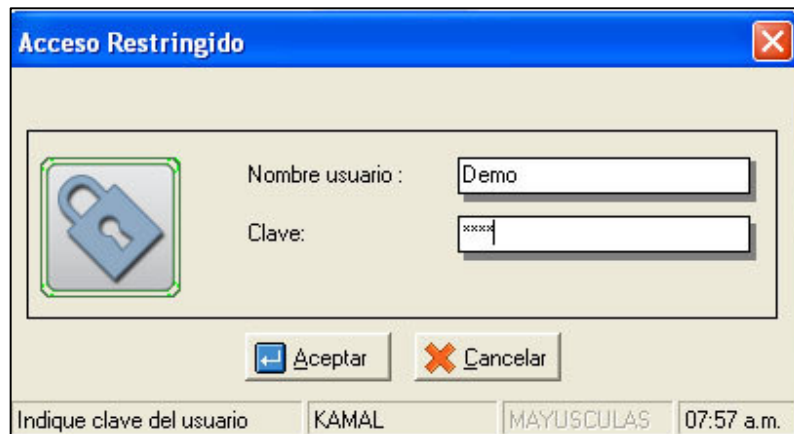 Acceso Restringido
Nombre usuario : Demo
Clave: ****
Aceptar Cancelar
Indique clave del usuario KAMAL MAYUSCULAS 07:57 a.m.